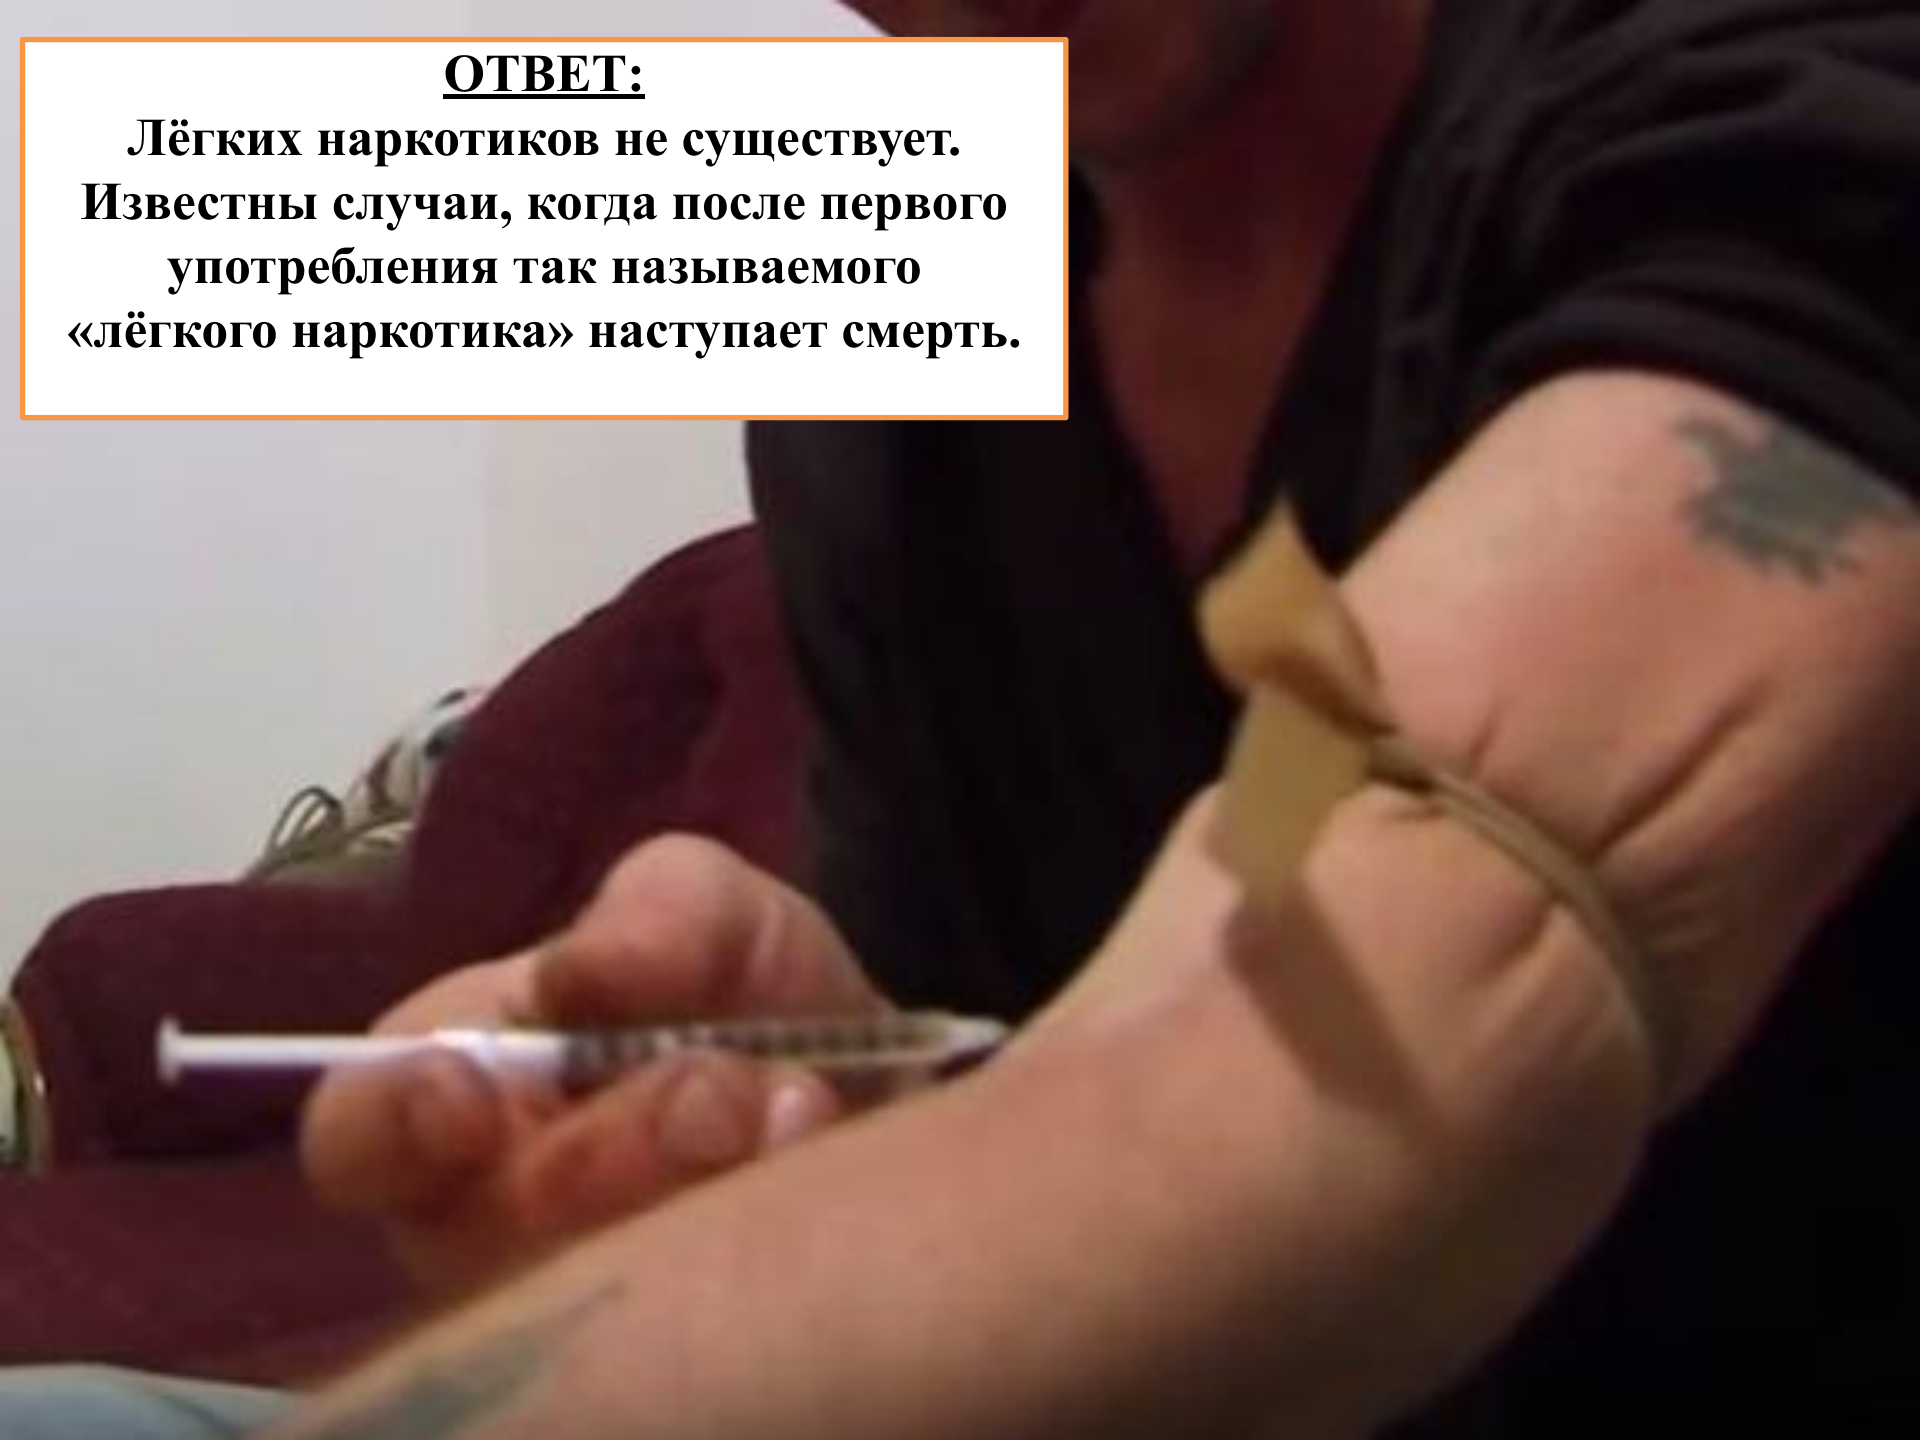 ОТВЕТ:
Лёгких наркотиков не существует.
Известны случаи, когда после первого
употребления так называемого
«лёгкого наркотика» наступает смерть.